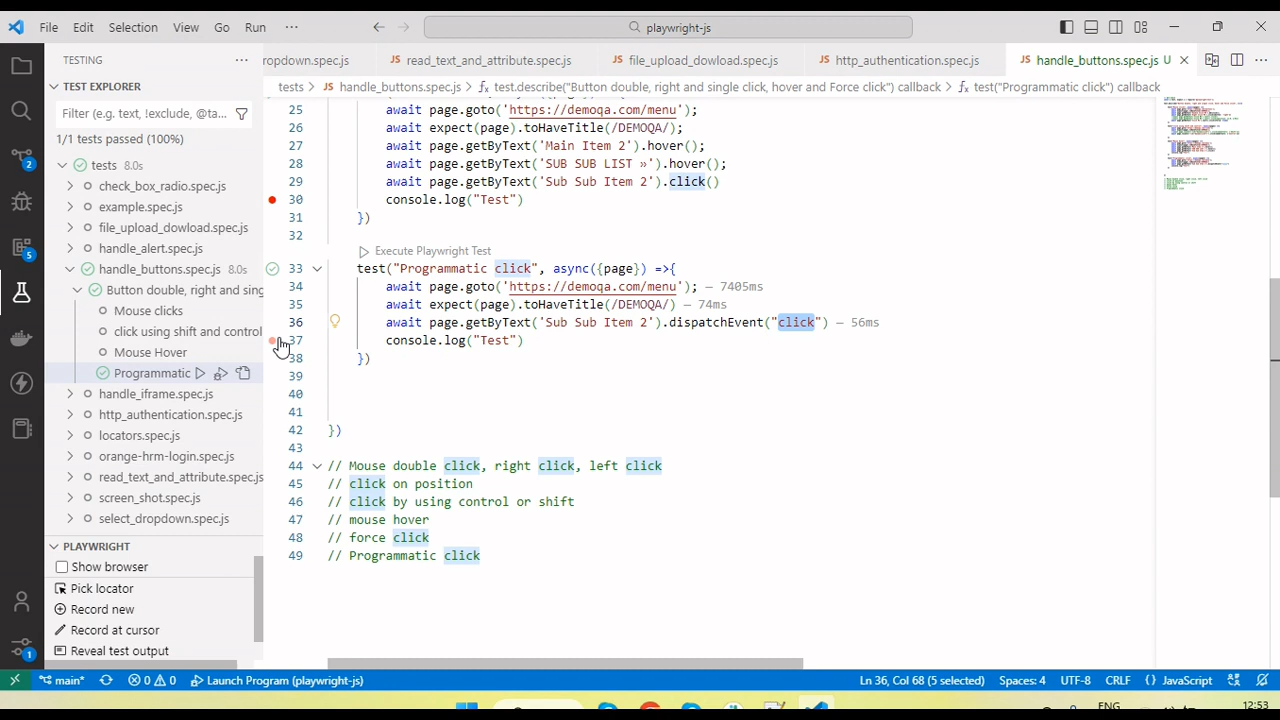 File Edit Selection View Go Run ··· playwright-js
TESTING ···
ropdown.spec.js JS read_text_and_attribute.spec.js JS file_upload_dowload.spec.js JS http_authentication.spec.js JS handle_buttons.spec.js U
TEST EXPLORER
tests > JS handle_buttons.spec.js > test.describe("Button double, right and single click, hover and Force click") callback > test("Programmatic click") callback
Filter (e.g. text, !exclude, @ta...
1/1 tests passed (100%)
tests 8.0s
check_box_radio.spec.js
example.spec.js
file_upload_dowload.spec.js
handle_alert.spec.js
handle_buttons.spec.js 8.0s
Button double, right and sing
Mouse clicks
click using shift and control
Mouse Hover
Programmatic
handle_iframe.spec.js
http_authentication.spec.js
locators.spec.js
orange-hrm-login.spec.js
read_text_and_attribute.spec.js
screen_shot.spec.js
select_dropdown.spec.js
PLAYWRIGHT
Show browser
Pick locator
Record new
Record at cursor
Reveal test output
25 await page.goto('https://demoqa.com/menu');
26 await expect(page).toHaveTitle(/DEMOQA/);
27 await page.getByText('Main Item 2').hover();
28 await page.getByText('SUB SUB LIST »').hover();
29 await page.getByText('Sub Sub Item 2').click()
30 console.log("Test")
31 })
32
Execute Playwright Test
33 test("Programmatic click", async({page}) =>{
34 await page.goto('https://demoqa.com/menu'); — 7405ms
35 await expect(page).toHaveTitle(/DEMOQA/) — 74ms
36 await page.getByText('Sub Sub Item 2').dispatchEvent("click") — 56ms
37 console.log("Test")
38 })
39
40
41
42 })
43
44 // Mouse double click, right click, left click
45 // click on position
46 // click by using control or shift
47 // mouse hover
48 // force click
49 // Programmatic click
2
5
1
main* 0 0 Launch Program (playwright-js) Ln 36, Col 68 (5 selected) Spaces: 4 UTF-8 CRLF {} JavaScript
ENG 12:53